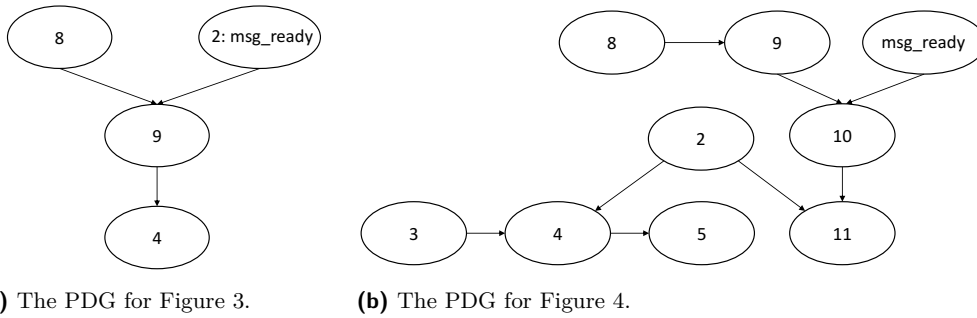 8
2: msg_ready
9
4
8
9
msg_ready
2
10
3
4
5
11
) The PDG for Figure 3.
(b) The PDG for Figure 4.